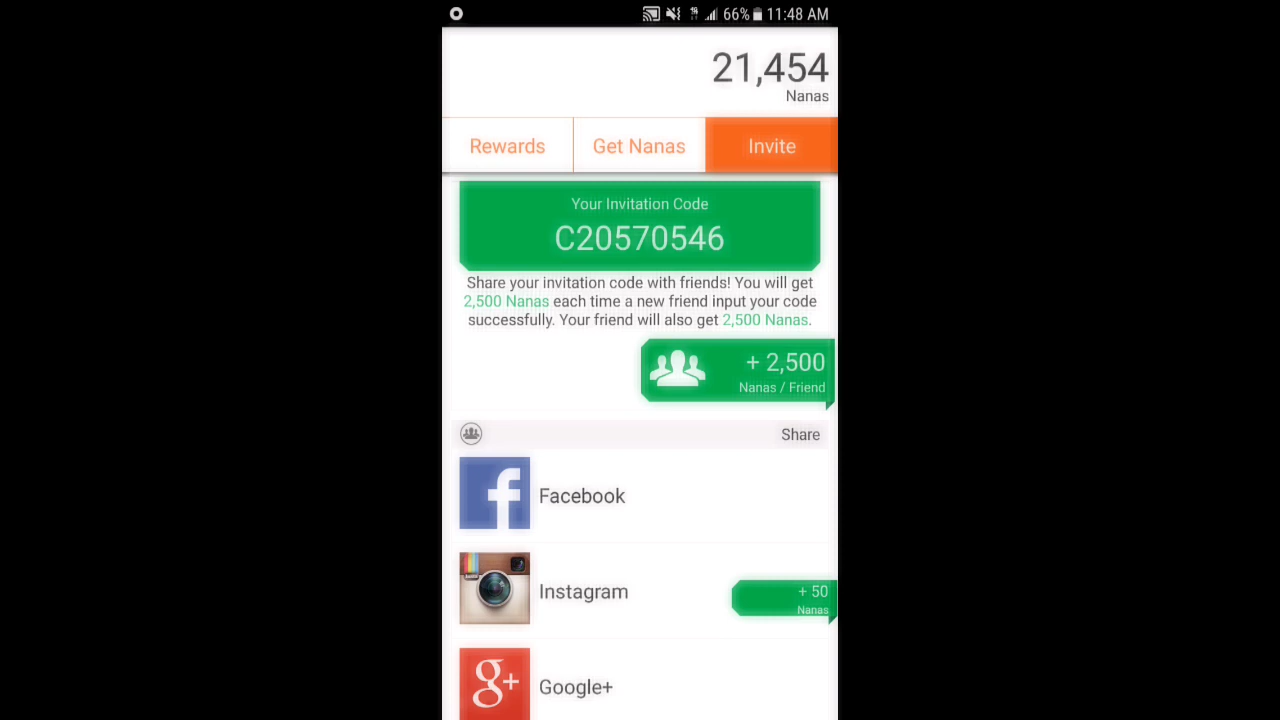 66% 11:48 AM
21,454
Nanas
Rewards Get Nanas Invite
Your Invitation Code
C20570546
Share your invitation code with friends! You will get
2,500 Nanas each time a new friend input your code
successfully. Your friend will also get 2,500 Nanas.
+ 2,500
Nanas / Friend
Share
Facebook
Instagram
+ 50
Nanas
g+ Google+